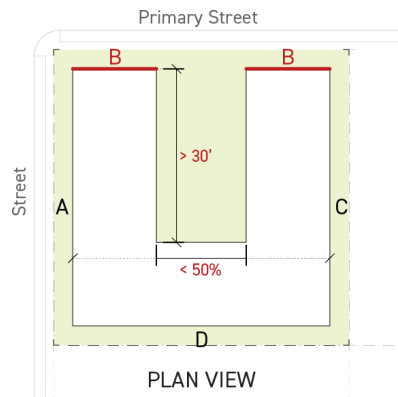 Primary Street
B
B
> 30’
Street
A
C
< 50%
D
PLAN VIEW